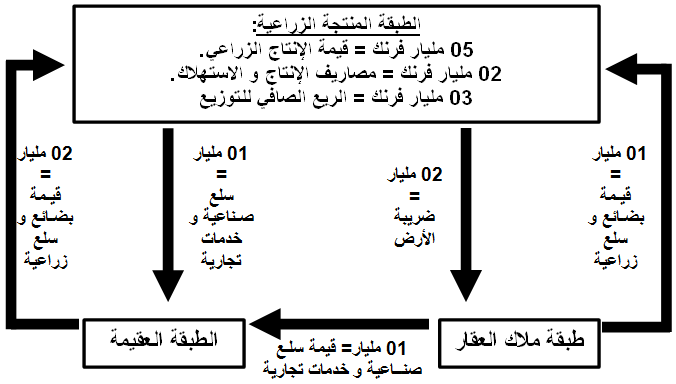 الطبقة المنتجة الزراعية:
05 مليار فرنك = قيمة الإنتاج الزراعي.
02 مليار فرنك = مصاريف الإنتاج و الاستهلاك.
03 مليار فرنك = الريع الصافي للتوزيع
01 مليار
=
قيمة
بضائع و
سلع
زراعية
02 مليار
=
ضريبة
الأرض
01 مليار
=
سلع
صناعية و
خدمات
تجارية
02 مليار
=
قيمة
بضائع و
سلع
زراعية
طبقة ملاك العقار
01 مليار= قيمة سلع
صناعية و خدمات تجارية
الطبقة العقيمة